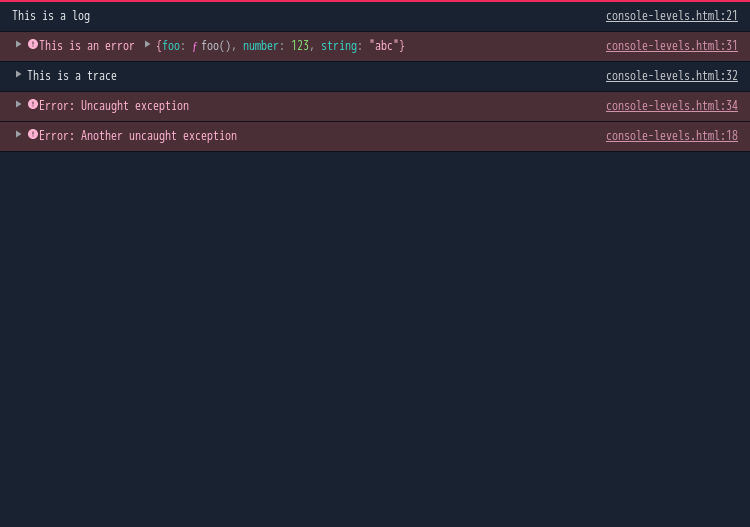 This is a log console-levels.html:21
This is an error {foo: ƒ foo(), number: 123, string: "abc"} console-levels.html:31
This is a trace console-levels.html:32
Error: Uncaught exception console-levels.html:34
Error: Another uncaught exception console-levels.html:18